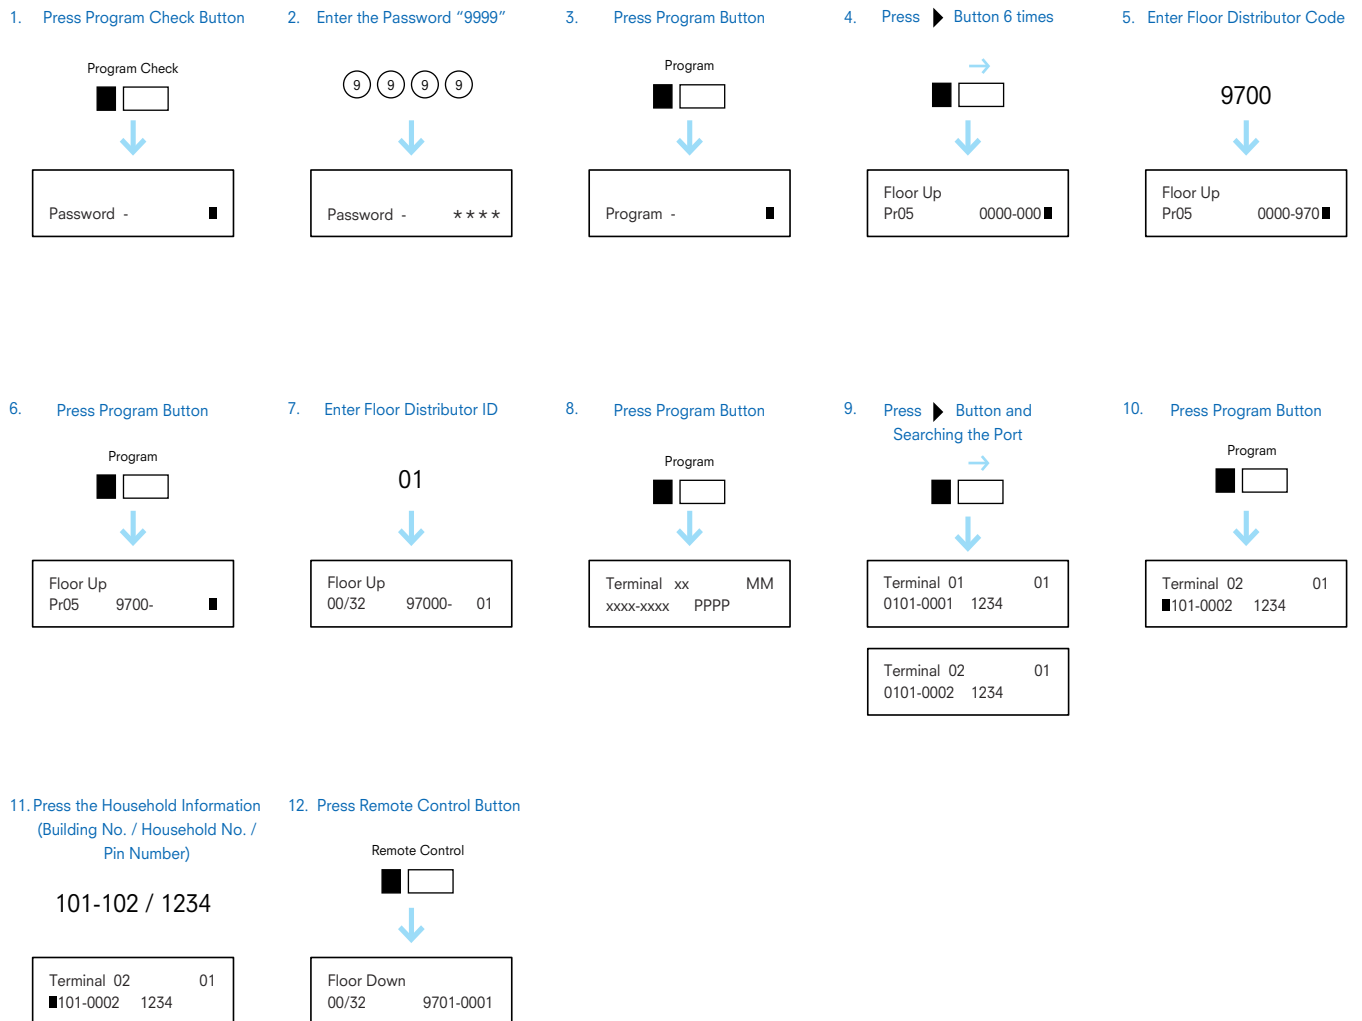 1. Press Program Check Button
Program Check
Password -
2. Enter the Password “9999”
9 9 9 9
Password - ****
3. Press Program Button
Program
Program -
4. Press Button 6 times
Floor Up
Pr05 0000-000
5. Enter Floor Distributor Code
9700
Floor Up
Pr05 0000-970
6. Press Program Button
Program
Floor Up
Pr05 9700-
7. Enter Floor Distributor ID
01
Floor Up
00/32 97000- 01
8. Press Program Button
Program
Terminal xx MM
xxxx-xxxx PPPP
9. Press Button and
Searching the Port
Terminal 01 01
0101-0001 1234
Terminal 02 01
0101-0002 1234
10. Press Program Button
Program
Terminal 02 01
101-0002 1234
11. Press the Household Information
(Building No. / Household No. /
Pin Number)
101-102 / 1234
Terminal 02 01
101-0002 1234
12. Press Remote Control Button
Remote Control
Floor Down
00/32 9701-0001